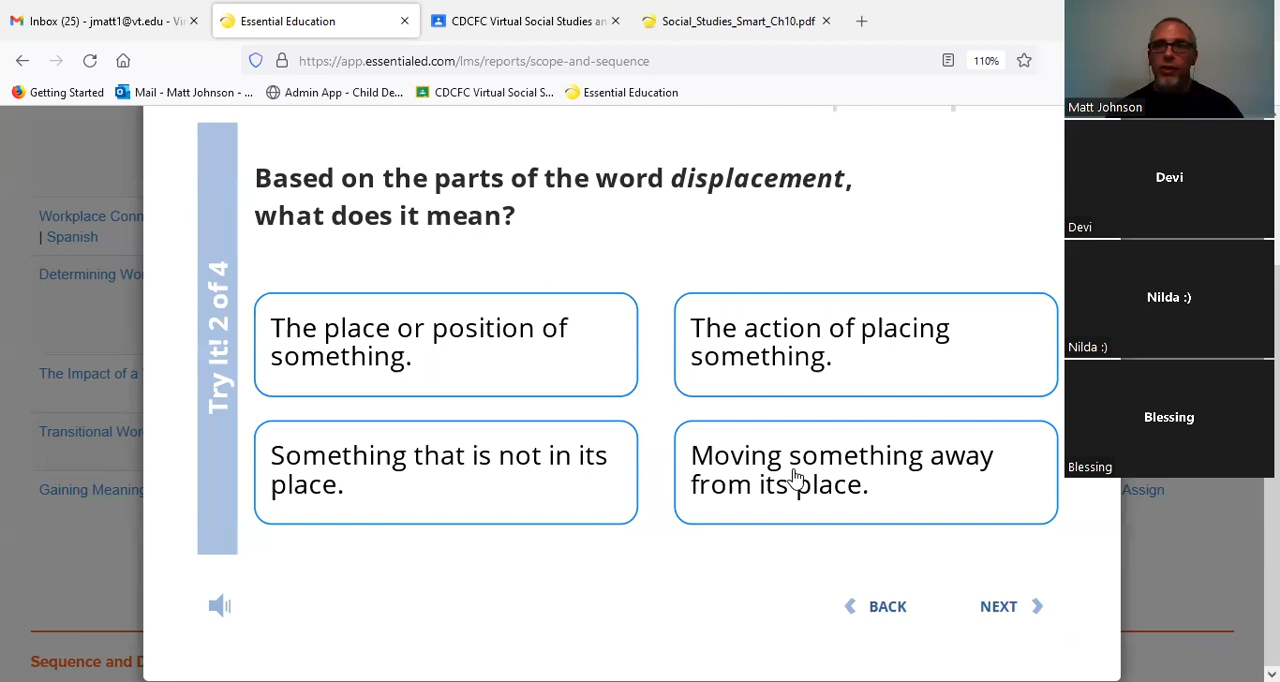 Inbox (25) - jmatt1@vt.edu - Vi
Essential Education
CDCFC Virtual Social Studies an
Social_Studies_Smart_Ch10.pdf
https://app.essentialed.com/lms/reports/scope-and-sequence
110%
Getting Started
Mail - Matt Johnson - ...
Admin App - Child De...
CDCFC Virtual Social S...
Essential Education
Matt Johnson
Devi
Devi
Nilda :)
Nilda :)
Blessing
Blessing
Workplace Conn
| Spanish
Determining Wo
The Impact of a
Transitional Wor
Gaining Meaning
Try It! 2 of 4
Based on the parts of the word displacement,
what does it mean?
The place or position of
something.
The action of placing
something.
Something that is not in its
place.
Moving something away
from its place.
Assign
BACK
NEXT
Sequence and D